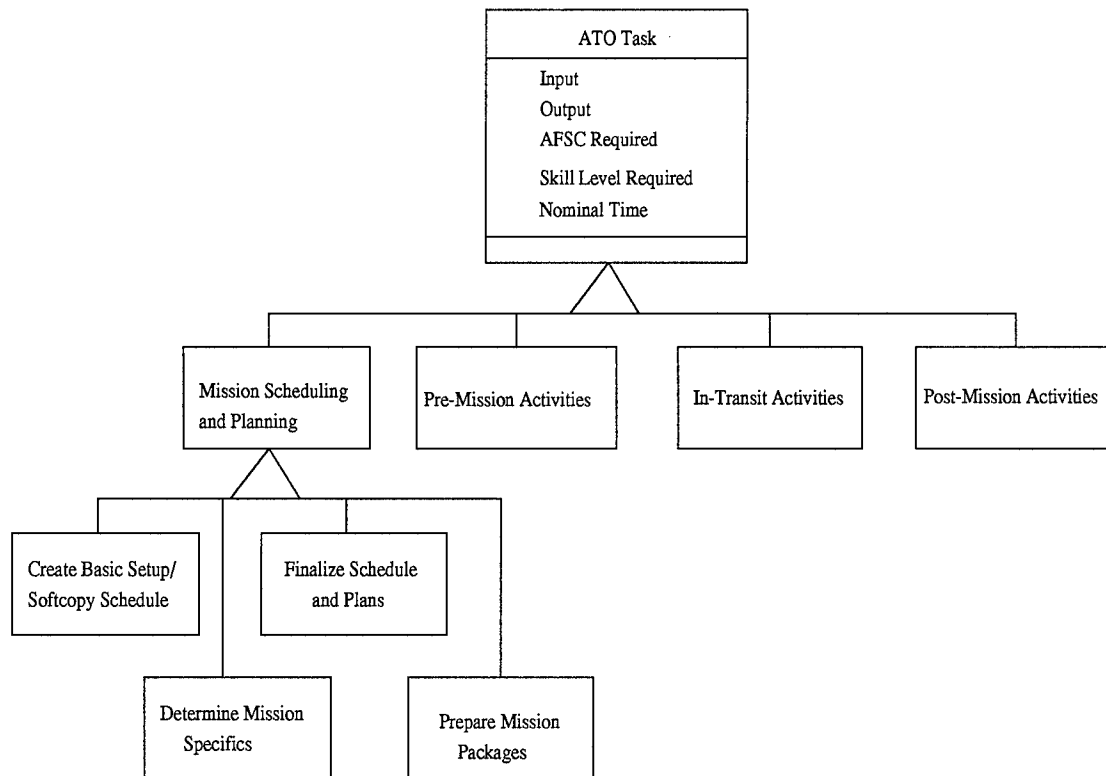 ATO Task
Input
Output
AFSC Required
Skill Level Required
Nominal Time
Mission Scheduling
and Planning
Pre-Mission Activities
In-Transit Activities
Post-Mission Activities
Create Basic Setup/
Softcopy Schedule
Finalize Schedule
and Plans
Determine Mission
Specifics
Prepare Mission
Packages